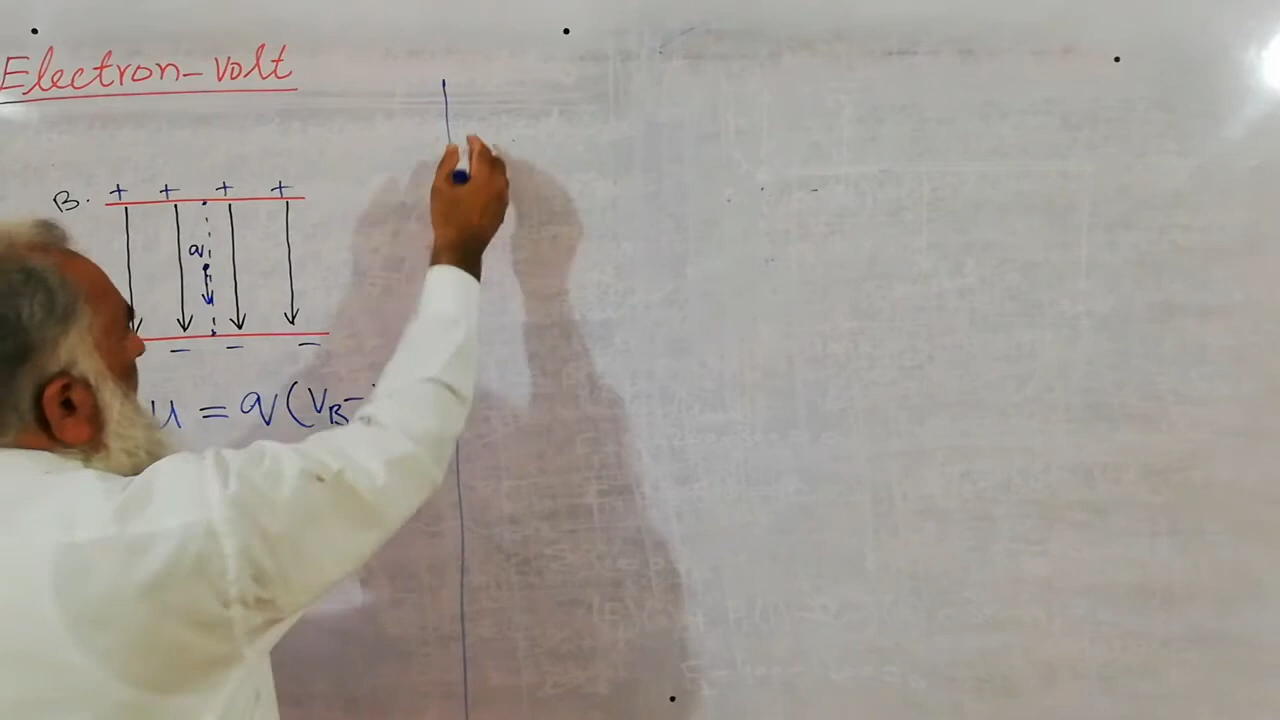 Electron-volt
B. + + + +
q
- - -
u = q(V_B -